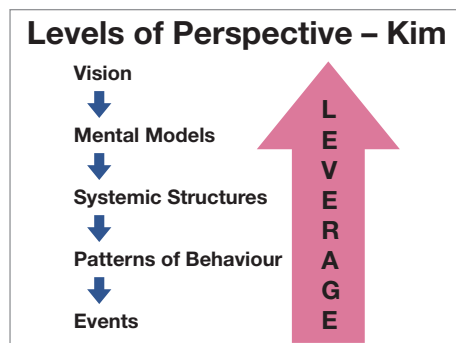 Levels of Perspective – Kim
Vision
Mental Models
Systemic Structures
Patterns of Behaviour
Events
L
E
V
E
R
A
G
E